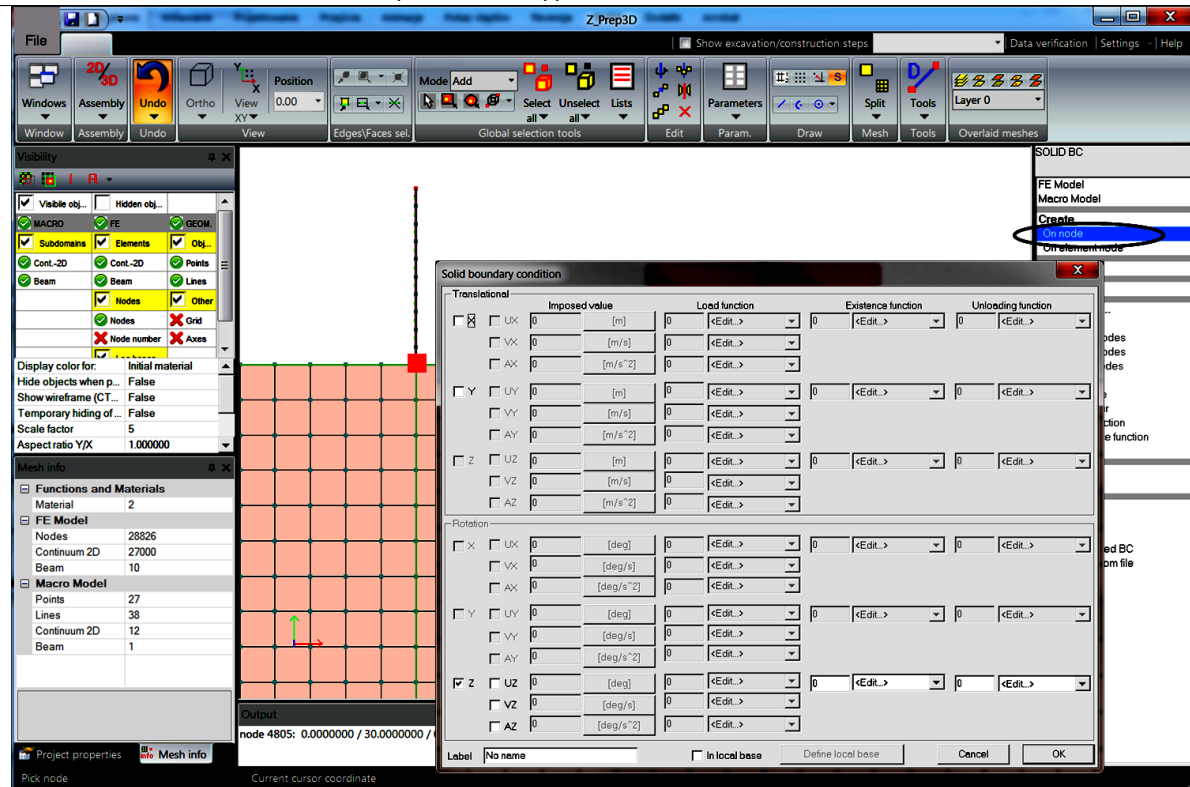 Z_Prep3D
File
Show excavation/construction steps
Data verification | Settings | Help
Windows
Assembly
Undo
Ortho
View
XY
Position
0.00
Mode Add
Select all
Unselect all
Lists
Parameters
Split
Tools
Layer 0
Window
Assembly
Undo
View
Edges\Faces sel.
Global selection tools
Edit
Param.
Draw
Mesh
Tools
Overlaid meshes
Visibility
Visible obj...
Hidden obj...
MACRO
FE
GEOM.
Subdomains
Elements
Obj...
Cont.-2D
Cont.-2D
Points
Beam
Beam
Lines
Nodes
Other
Nodes
Grid
Node number
Axes
Display color for: Initial material
Hide objects when p... False
Show wireframe (CT... False
Temporary hiding of ... False
Scale factor 5
Aspect ratio Y/X 1.000000
Mesh info
Functions and Materials
Material 2
FE Model
Nodes 28826
Continuum 2D 27000
Beam 10
Macro Model
Points 27
Lines 38
Continuum 2D 12
Beam 1
Project properties
Mesh info
Pick node
Current cursor coordinate
Output
node 4805: 0.0000000 / 30.0000000 /
SOLID BC
FE Model
Macro Model
Create
On node
On element node
Solid boundary condition
Translational
Imposed value Load function Existence function Unloading function
X UX 0 [m] 0 <Edit...> 0 <Edit...> 0 <Edit...>
VX 0 [m/s] 0 <Edit...>
AX 0 [m/s^2] 0 <Edit...>
Y UY 0 [m] 0 <Edit...> 0 <Edit...> 0 <Edit...>
VY 0 [m/s] 0 <Edit...>
AY 0 [m/s^2] 0 <Edit...>
Z UZ 0 [m] 0 <Edit...> 0 <Edit...> 0 <Edit...>
VZ 0 [m/s] 0 <Edit...>
AZ 0 [m/s^2] 0 <Edit...>
Rotation
X UX 0 [deg] 0 <Edit...> 0 <Edit...> 0 <Edit...>
VX 0 [deg/s] 0 <Edit...>
AX 0 [deg/s^2] 0 <Edit...>
Y UY 0 [deg] 0 <Edit...> 0 <Edit...> 0 <Edit...>
VY 0 [deg/s] 0 <Edit...>
AY 0 [deg/s^2] 0 <Edit...>
Z UZ 0 [deg] 0 <Edit...> 0 <Edit...> 0 <Edit...>
VZ 0 [deg/s] 0 <Edit...>
AZ 0 [deg/s^2] 0 <Edit...>
Label No name
In local base
Define local base
Cancel
OK